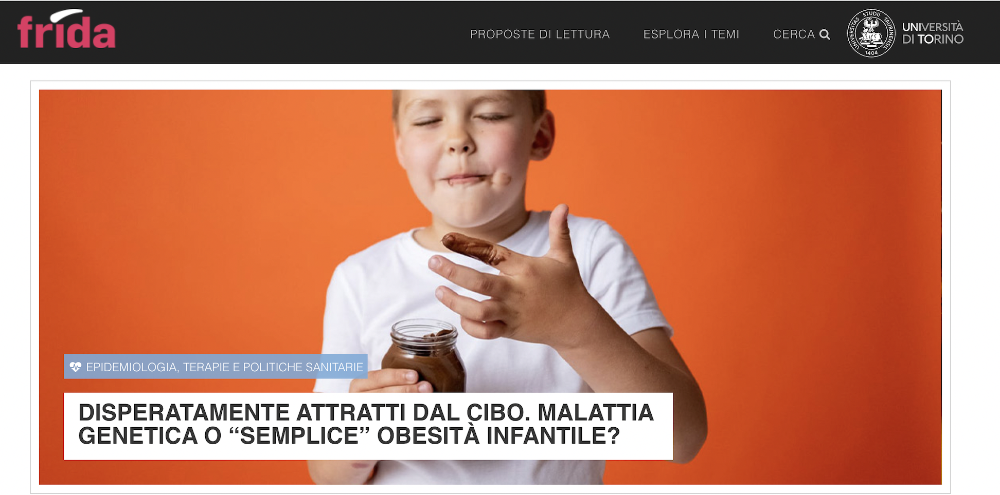 frida
PROPOSTE DI LETTURA
ESPLORA I TEMI
CERCA
UNIVERSITAS STUDII TAURINENSIS
1404
UNIVERSITÀ
DI TORINO
EPIDEMIOLOGIA, TERAPIE E POLITICHE SANITARIE
DISPERATAMENTE ATTRATTI DAL CIBO. MALATTIA
GENETICA O “SEMPLICE” OBESITÀ INFANTILE?